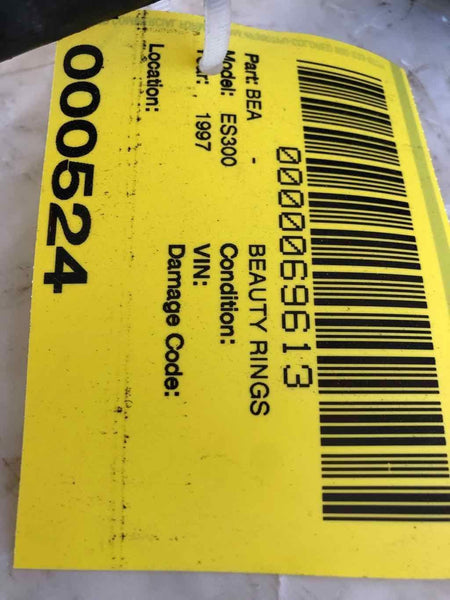 0000069613
Part: BEA - BEAUTY RINGS
Model: ES300 Condition:
1997 VIN:
Damage Code:
Location:
000524